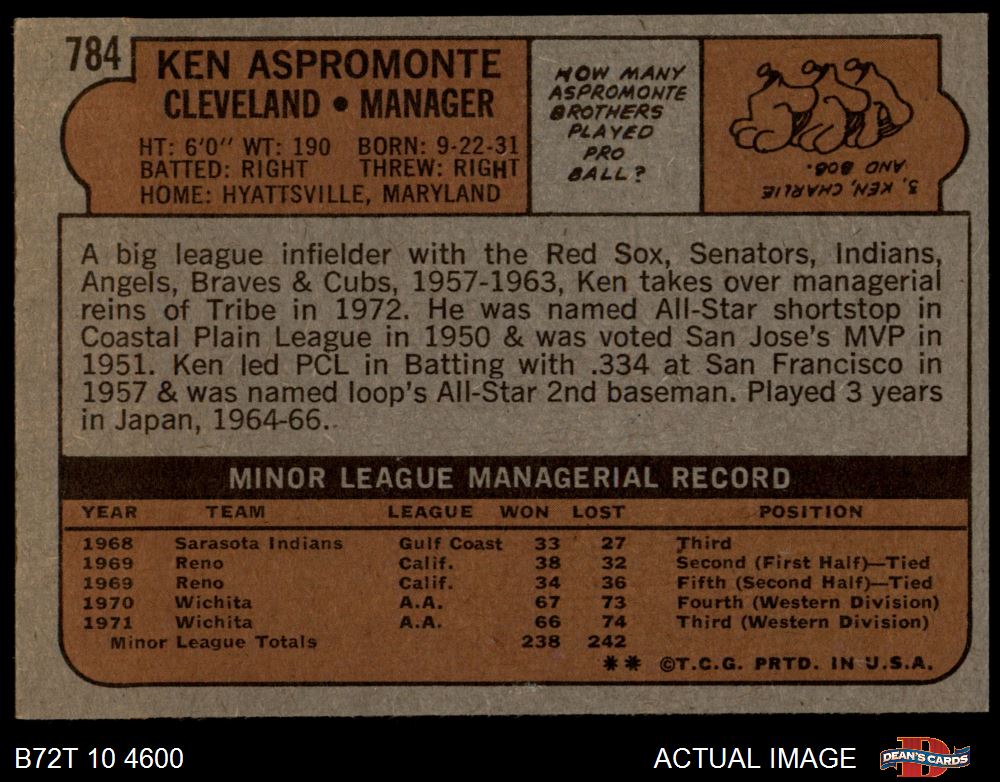 784
KEN ASPROMONTE
CLEVELAND • MANAGER
HT: 6'0" WT: 190 BORN: 9-22-31
BATTED: RIGHT THREW: RIGHT
HOME: HYATTSVILLE, MARYLAND
HOW MANY
ASPROMONTE
BROTHERS
PLAYED
PRO
BALL?
3, KEN, CHARLIE
AND BOB.
A big league infielder with the Red Sox, Senators, Indians,
Angels, Braves & Cubs, 1957-1963, Ken takes over managerial
reins of Tribe in 1972. He was named All-Star shortstop in
Coastal Plain League in 1950 & was voted San Jose's MVP in
1951. Ken led PCL in Batting with .334 at San Francisco in
1957 & was named loop's All-Star 2nd baseman. Played 3 years
in Japan, 1964-66.
MINOR LEAGUE MANAGERIAL RECORD
YEAR TEAM LEAGUE WON LOST POSITION
1968 Sarasota Indians Gulf Coast 33 27 Third
1969 Reno Calif. 38 32 Second (First Half)—Tied
1969 Reno Calif. 34 36 Fifth (Second Half)—Tied
1970 Wichita A.A. 67 73 Fourth (Western Division)
1971 Wichita A.A. 66 74 Third (Western Division)
Minor League Totals 238 242
** ©T.C.G. PRTD. IN U.S.A.
B72T 10 4600
ACTUAL IMAGE
D
DEAN'S CARDS